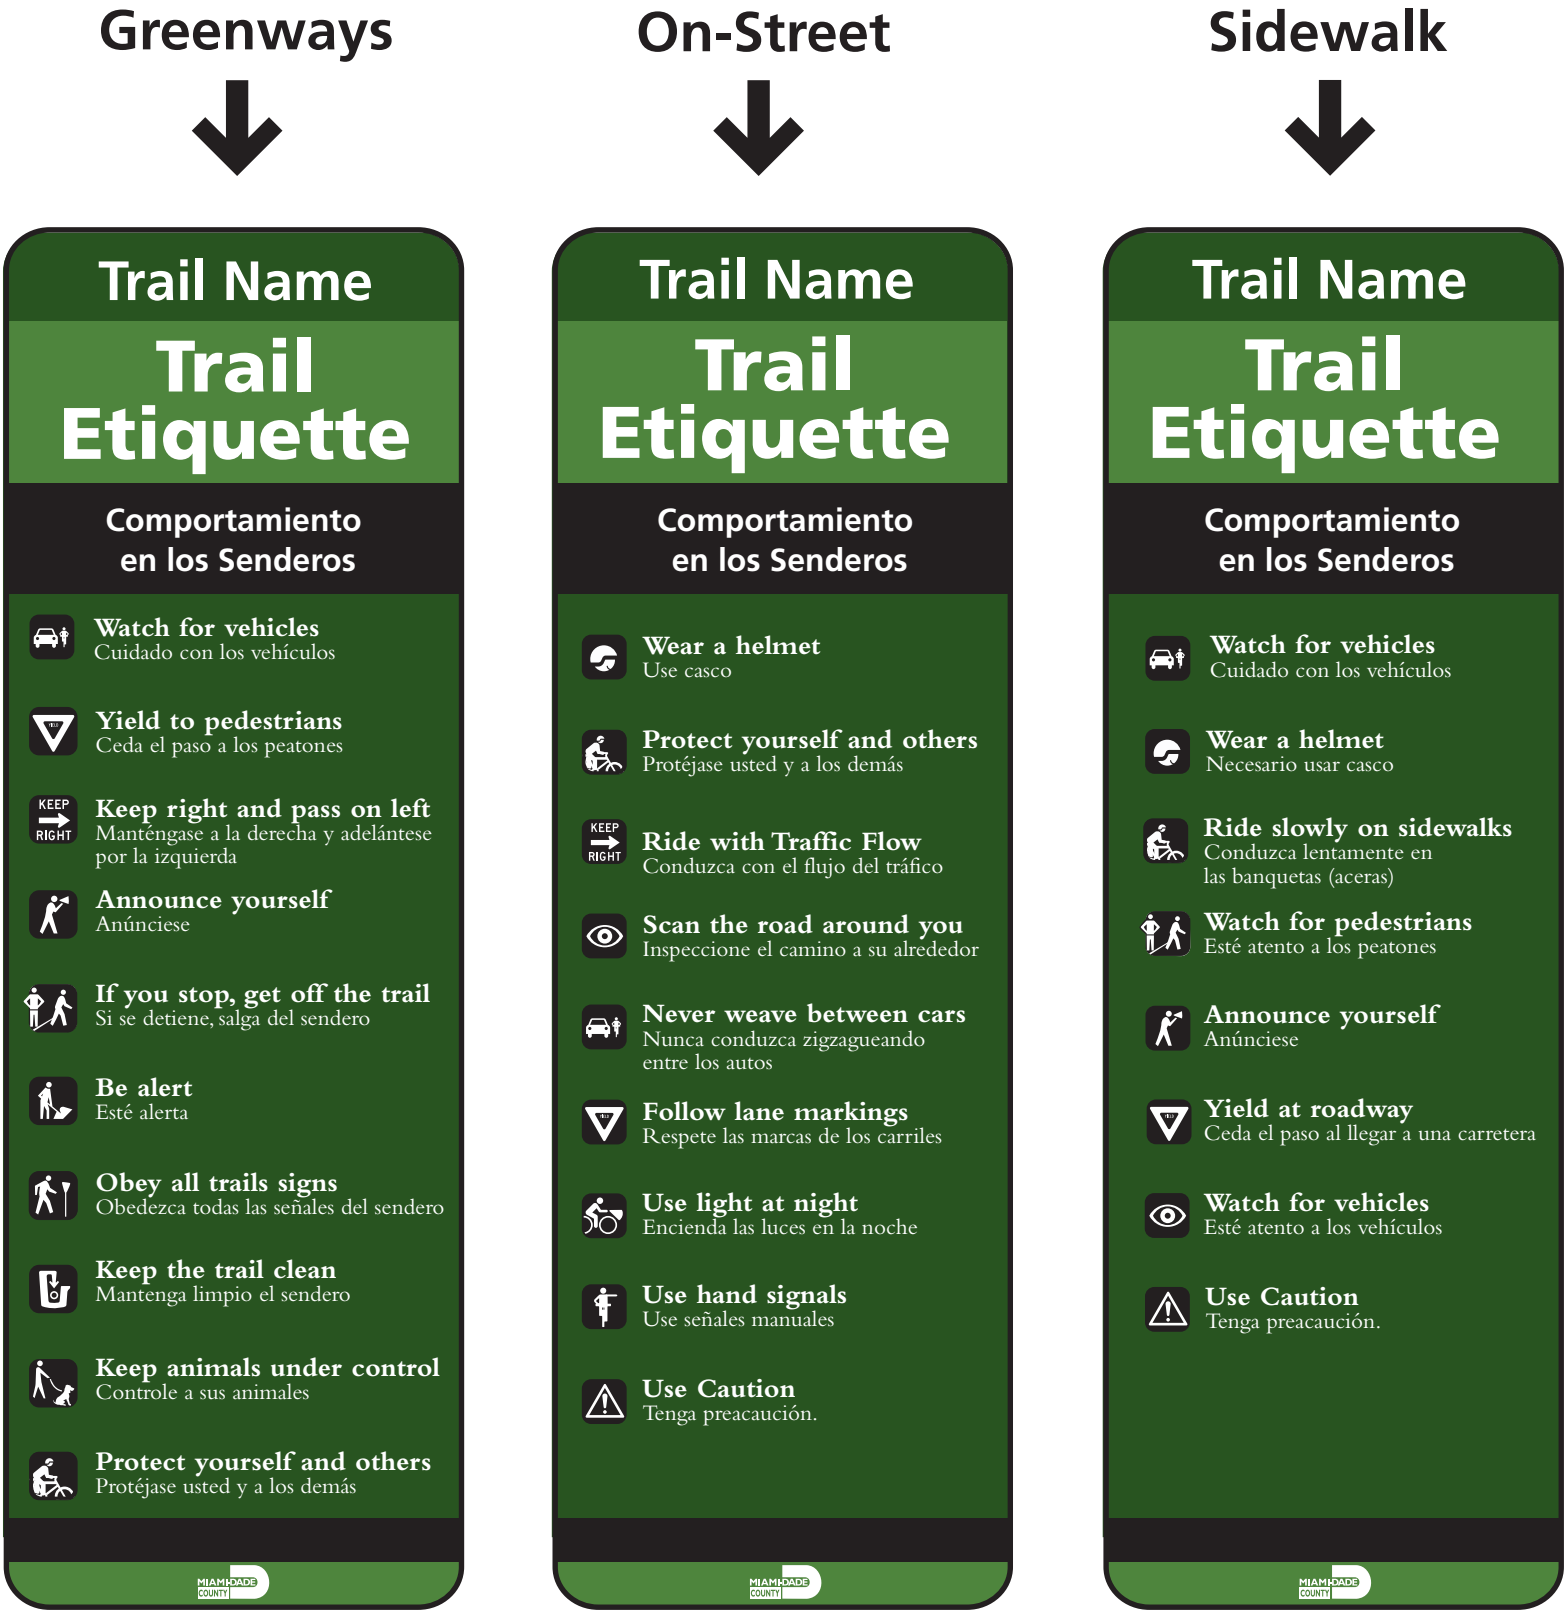 Greenways
Trail Name
Trail
Etiquette
Comportamiento
en los Senderos
Watch for vehicles
Cuidado con los vehículos
YIELD
Yield to pedestrians
Ceda el paso a los peatones
KEEP
RIGHT
Keep right and pass on left
Manténgase a la derecha y adelántese
por la izquierda
Announce yourself
Anúnciese
If you stop, get off the trail
Si se detiene, salga del sendero
Be alert
Esté alerta
Obey all trails signs
Obedezca todas las señales del sendero
Keep the trail clean
Mantenga limpio el sendero
Keep animals under control
Controle a sus animales
Protect yourself and others
Protéjase usted y a los demás
MIAMI-DADE
COUNTY
On-Street
Trail Name
Trail
Etiquette
Comportamiento
en los Senderos
Wear a helmet
Use casco
Protect yourself and others
Protéjase usted y a los demás
KEEP
RIGHT
Ride with Traffic Flow
Conduzca con el flujo del tráfico
Scan the road around you
Inspeccione el camino a su alrededor
Never weave between cars
Nunca conduzca zigzagueando
entre los autos
YIELD
Follow lane markings
Respete las marcas de los carriles
Use light at night
Encienda las luces en la noche
Use hand signals
Use señales manuales
Use Caution
Tenga preacaución.
MIAMI-DADE
COUNTY
Sidewalk
Trail Name
Trail
Etiquette
Comportamiento
en los Senderos
Watch for vehicles
Cuidado con los vehículos
Wear a helmet
Necesario usar casco
Ride slowly on sidewalks
Conduzca lentamente en
las banquetas (aceras)
Watch for pedestrians
Esté atento a los peatones
Announce yourself
Anúnciese
YIELD
Yield at roadway
Ceda el paso al llegar a una carretera
Watch for vehicles
Esté atento a los vehículos
Use Caution
Tenga preacaución.
MIAMI-DADE
COUNTY